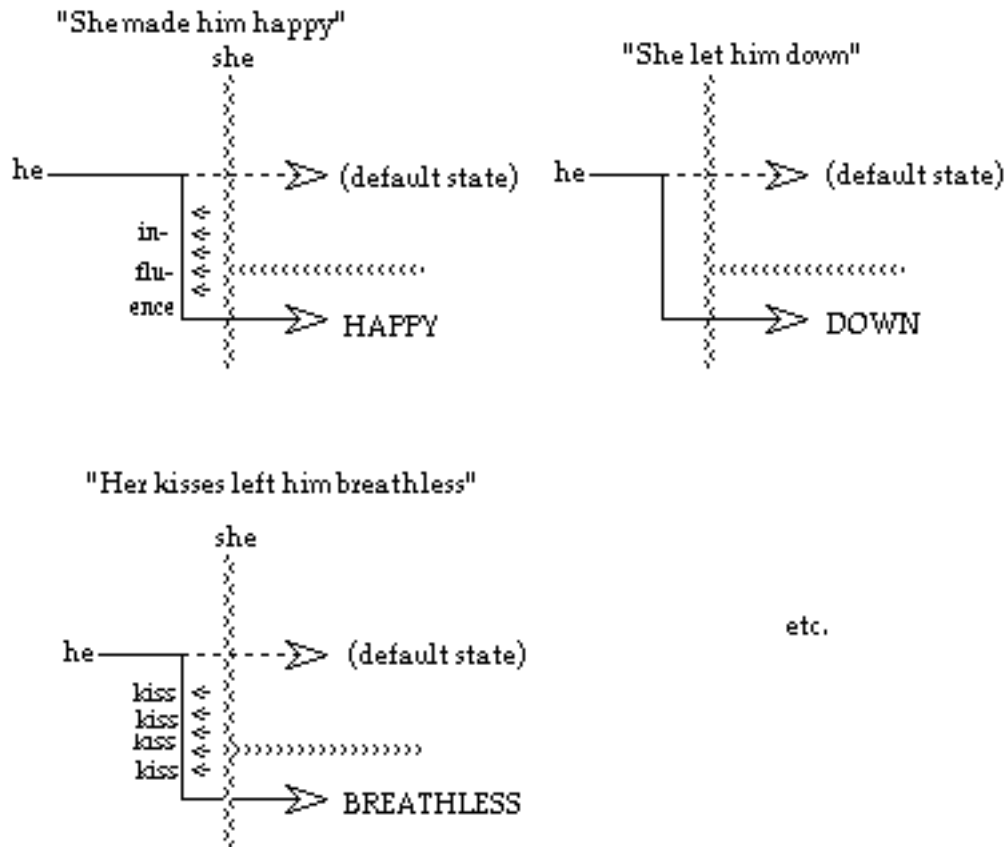 "She made him happy"
she
he
(default state)
in-
flu-
ence
HAPPY
"She let him down"
he
(default state)
DOWN
"Her kisses left him breathless"
she
he
(default state)
kiss
kiss
kiss
kiss
BREATHLESS
etc.